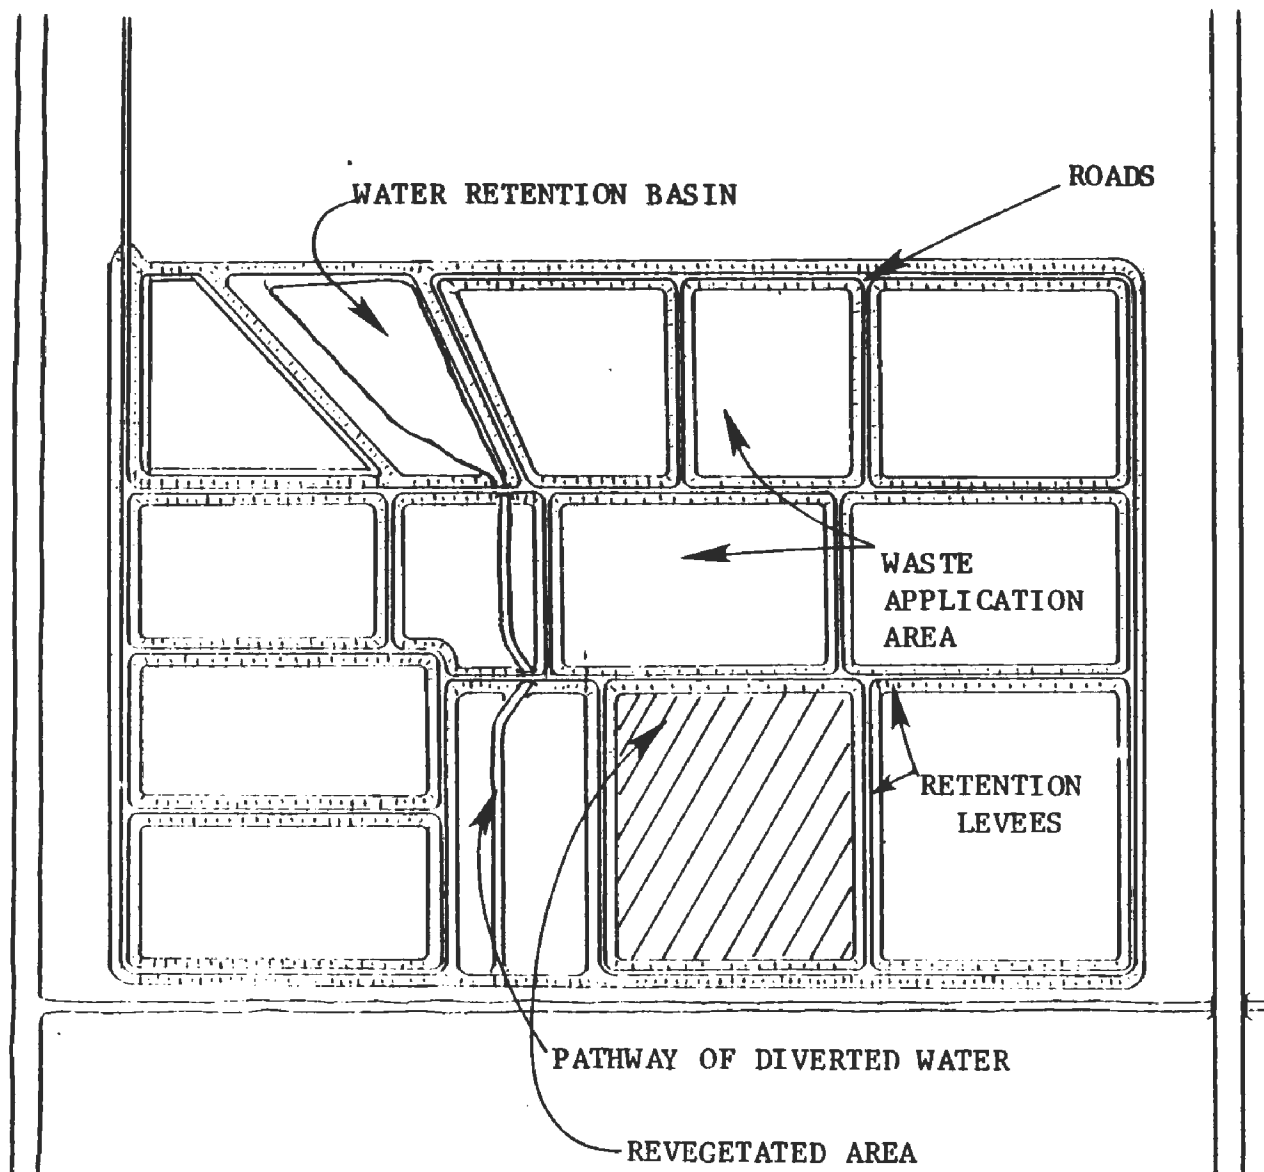 ROADS
WATER RETENTION BASIN
WASTE
APPLICATION
AREA
RETENTION
LEVEES
PATHWAY OF DIVERTED WATER
REVEGETATED AREA